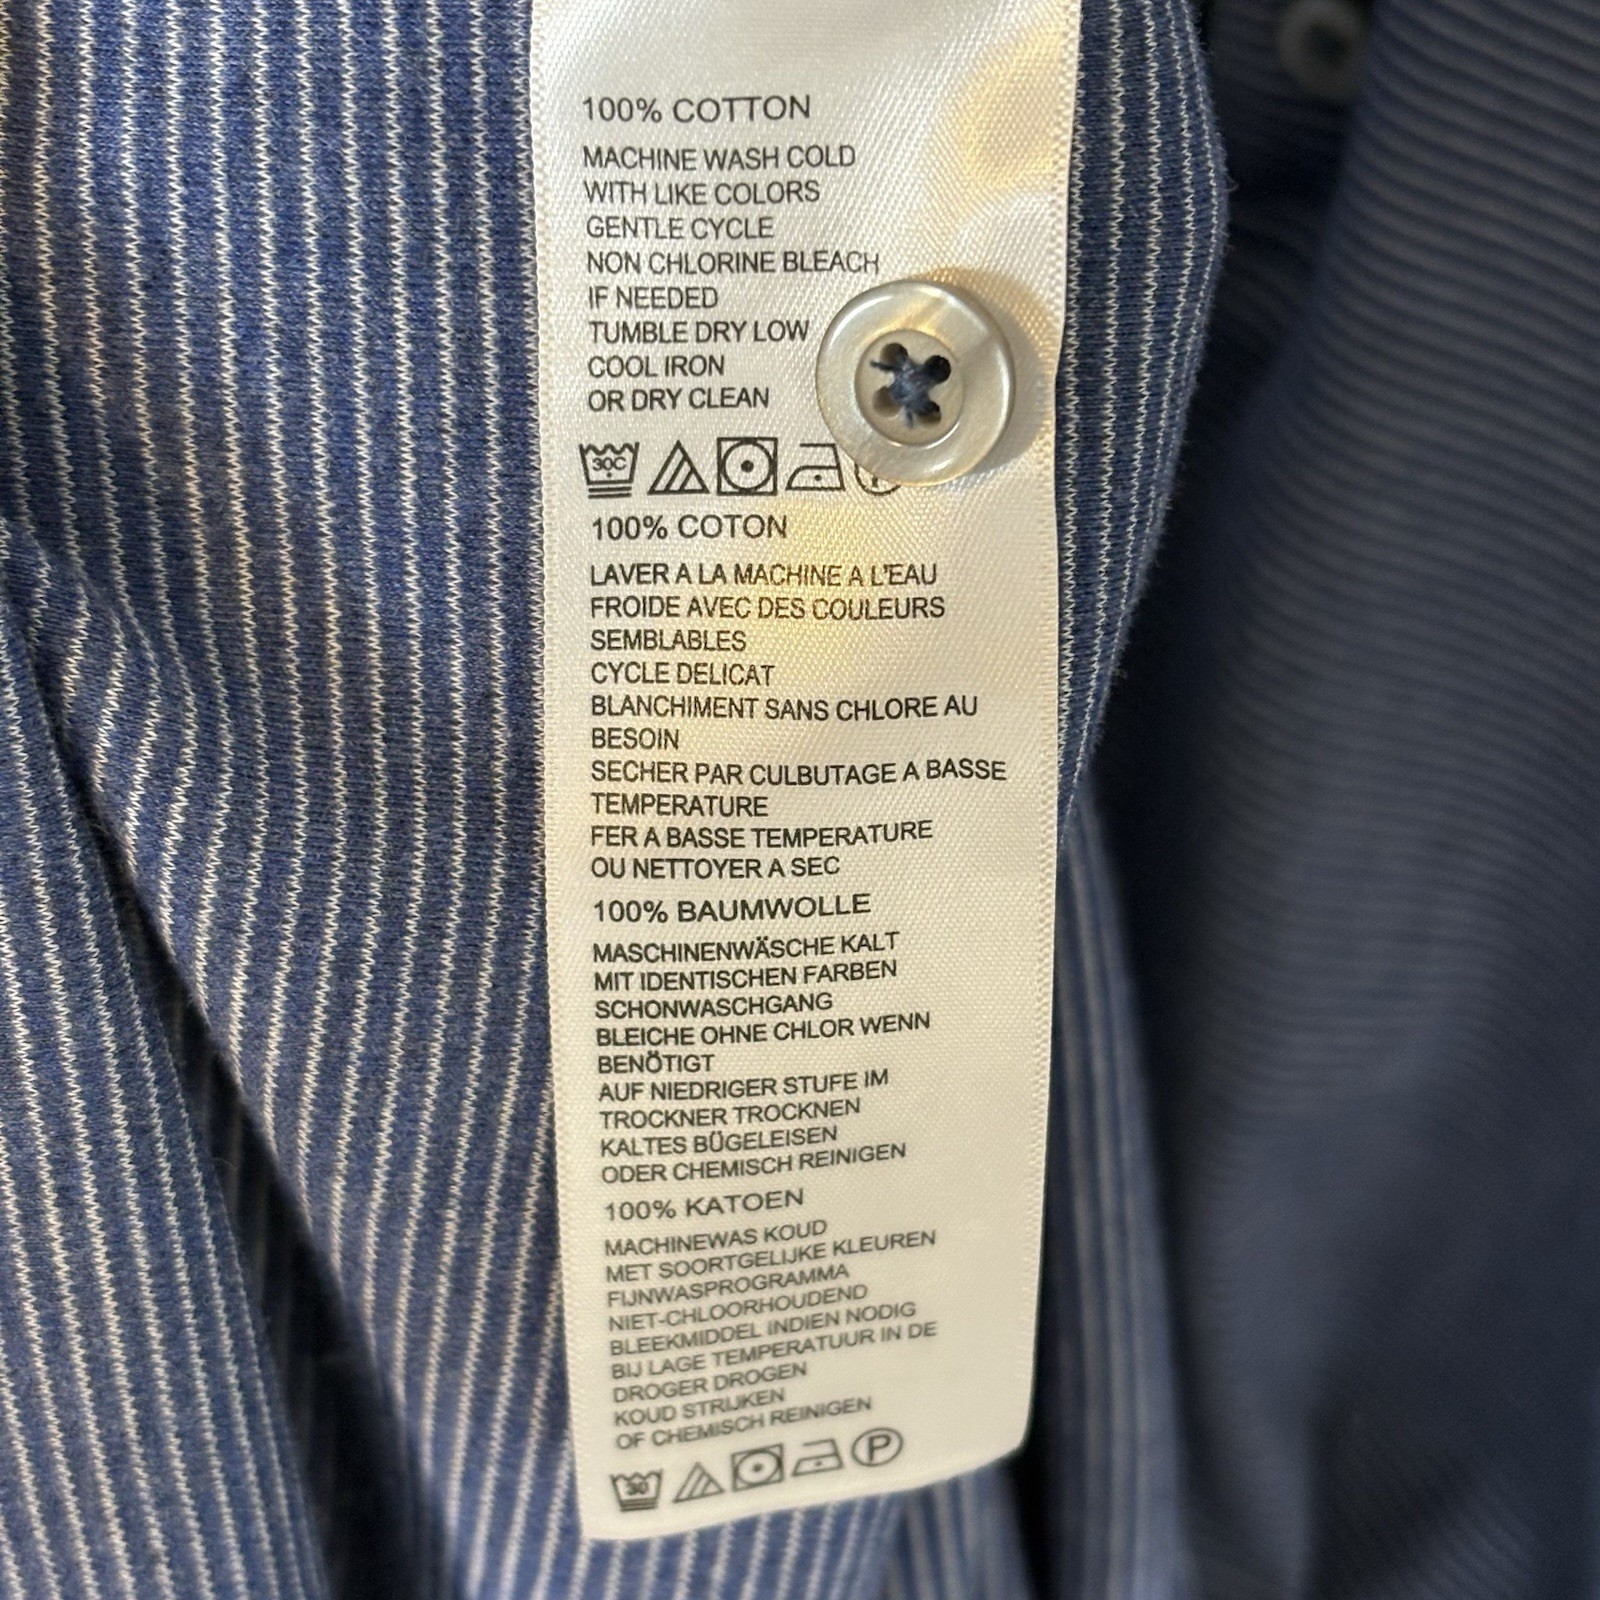 100% COTTON
MACHINE WASH COLD
WITH LIKE COLORS
GENTLE CYCLE
NON CHLORINE BLEACH
IF NEEDED
TUMBLE DRY LOW
COOL IRON
OR DRY CLEAN
30C
100% COTON
LAVER A LA MACHINE A L'EAU
FROIDE AVEC DES COULEURS
SEMBLABLES
CYCLE DELICAT
BLANCHIMENT SANS CHLORE AU
BESOIN
SECHER PAR CULBUTAGE A BASSE
TEMPERATURE
FER A BASSE TEMPERATURE
OU NETTOYER A SEC
100% BAUMWOLLE
MASCHINENWÄSCHE KALT
MIT IDENTISCHEN FARBEN
SCHONWASCHGANG
BLEICHE OHNE CHLOR WENN
BENÖTIGT
AUF NIEDRIGER STUFE IM
TROCKNER TROCKNEN
KALTES BÜGELEISEN
ODER CHEMISCH REINIGEN
100% KATOEN
MACHINEWAS KOUD
MET SOORTGELIJKE KLEUREN
FIJNWASPROGRAMMA
NIET-CHLOORHOUDEND
BLEEKMIDDEL INDIEN NODIG
BIJ LAGE TEMPERATUUR IN DE
DROGER DROGEN
KOUD STRIJKEN
OF CHEMISCH REINIGEN
30 P